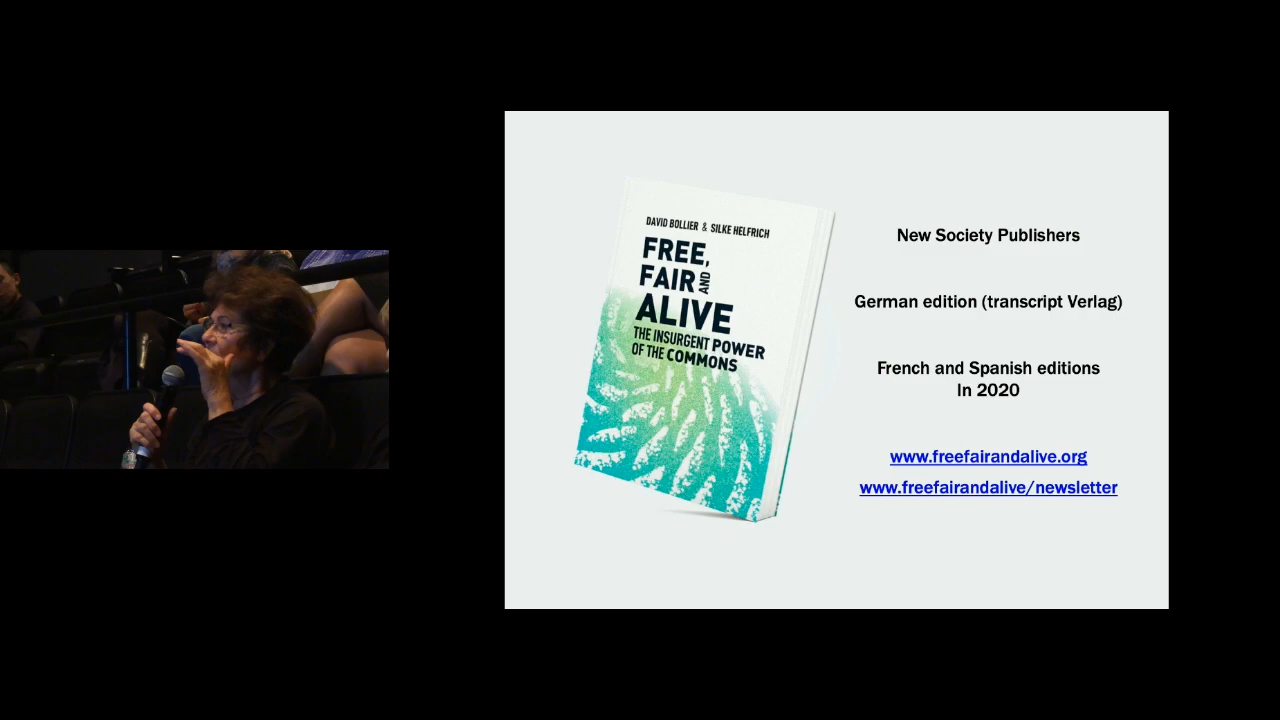 DAVID BOLLIER & SILKE HELFRICH
FREE,
FAIR AND
ALIVE
THE INSURGENT POWER
OF THE COMMONS
New Society Publishers
German edition (transcript Verlag)
French and Spanish editions
In 2020
www.freefairandalive.org
www.freefairandalive/newsletter